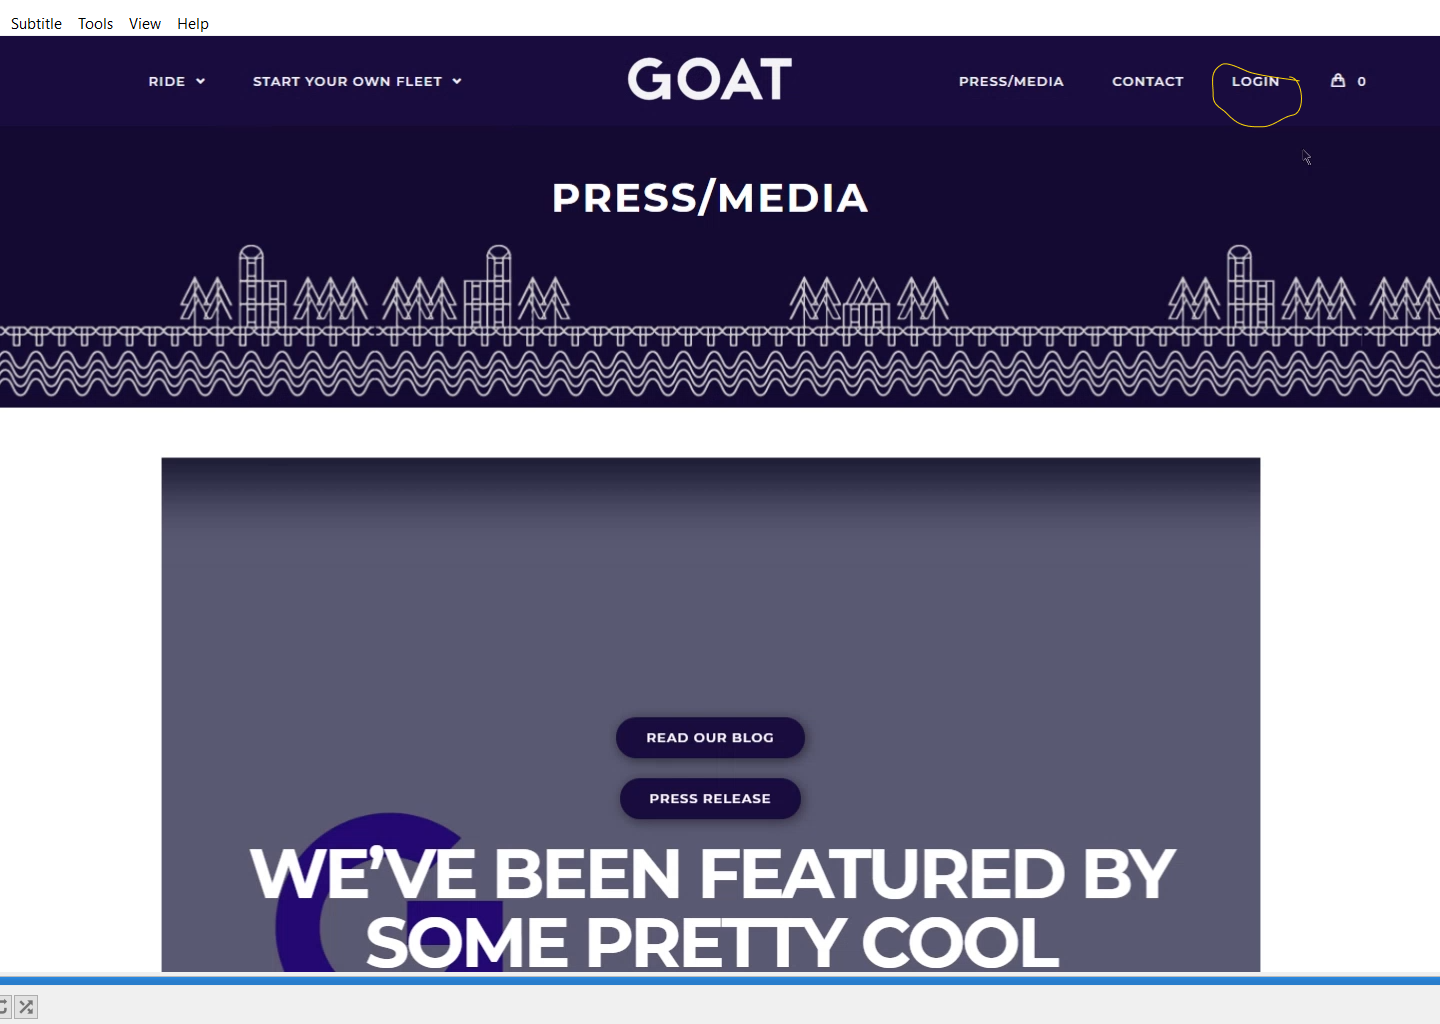 Subtitle Tools View Help
RIDE START YOUR OWN FLEET GOAT PRESS/MEDIA CONTACT LOGIN 0
PRESS/MEDIA
READ OUR BLOG
PRESS RELEASE
WE’VE BEEN FEATURED BY
SOME PRETTY COOL